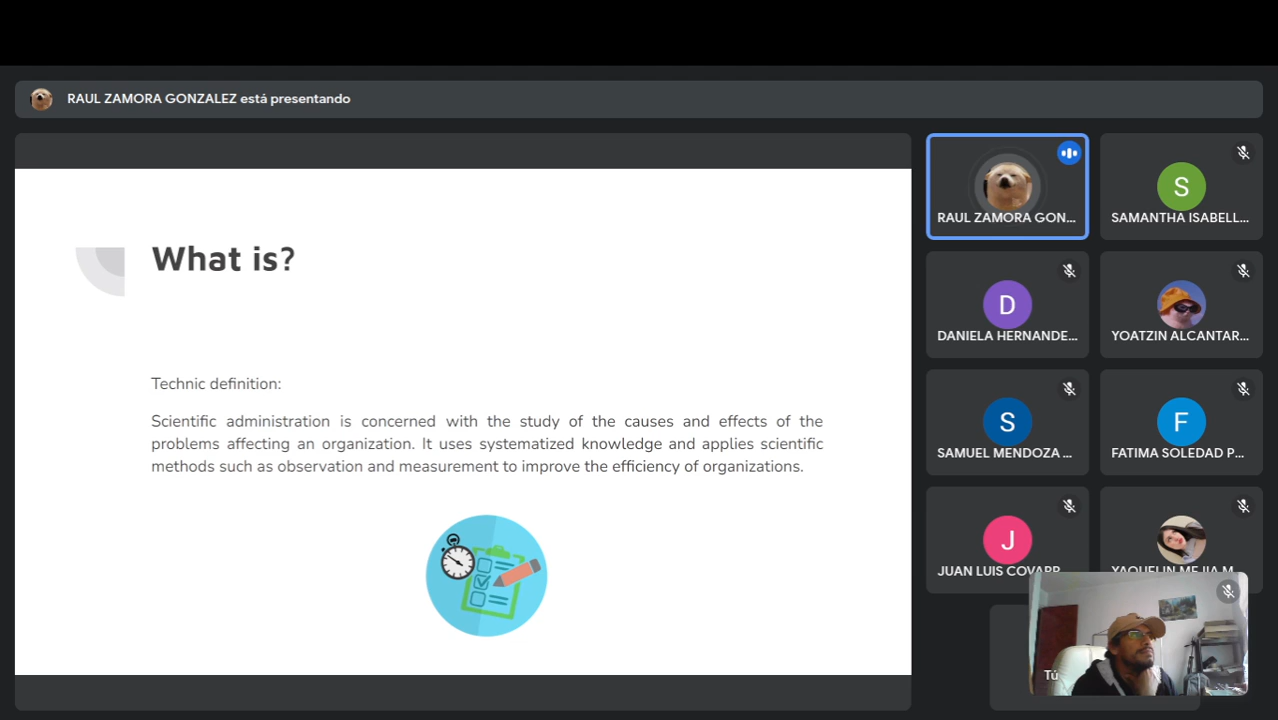 RAUL ZAMORA GONZALEZ está presentando
What is?
Technic definition:
Scientific administration is concerned with the study of the causes and effects of the
problems affecting an organization. It uses systematized knowledge and applies scientific
methods such as observation and measurement to improve the efficiency of organizations.
RAUL ZAMORA GON...
S
SAMANTHA ISABELL...
D
DANIELA HERNANDE...
YOATZIN ALCANTAR...
S
SAMUEL MENDOZA ...
F
FATIMA SOLEDAD P...
J
JUAN LUIS COVARR
YAQUELIN MEJIA M
Tú